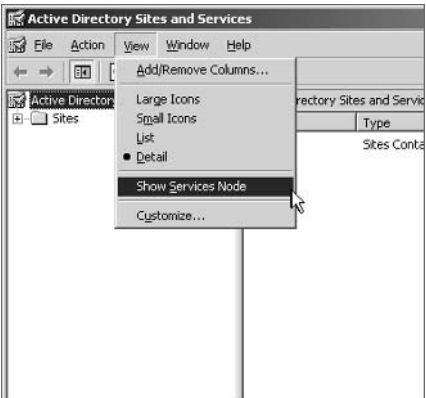 Active Directory Sites and Services
File Action View Window Help
Add/Remove Columns...
Active Director rectory Sites and Servic
Sites
Large Icons
Type
Small Icons
Sites Conta
List
Detail
Show Services Node
Customize...